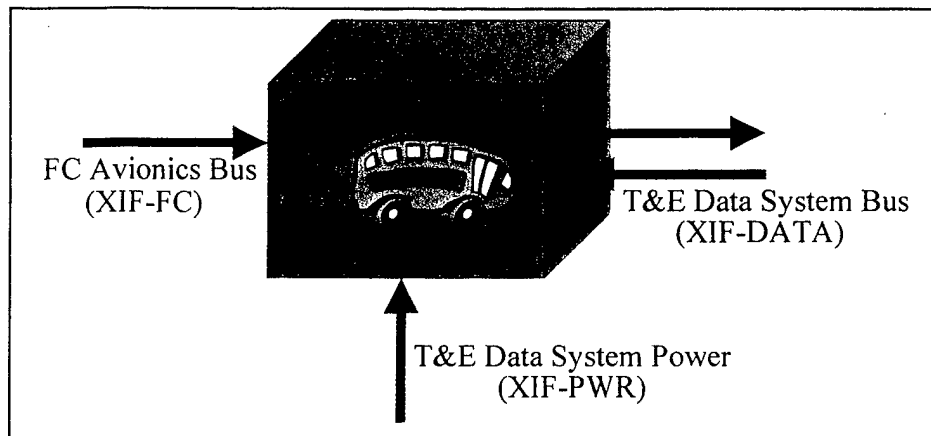 FC Avionics Bus
(XIF-FC)
T&E Data System Bus
(XIF-DATA)
T&E Data System Power
(XIF-PWR)